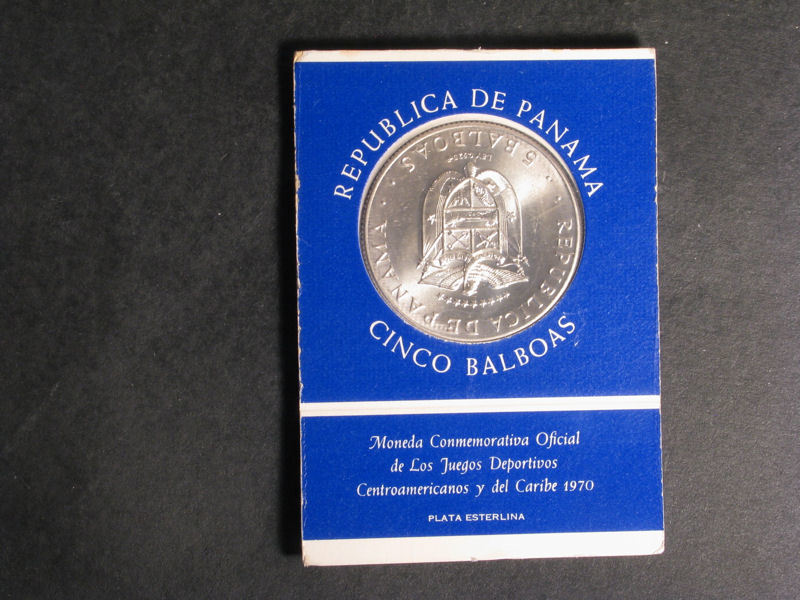 REPUBLICA DE PANAMA
5 BALBOAS
REPUBLICA DE PANAMA
CINCO BALBOAS
Moneda Conmemorativa Oficial
de Los Juegos Deportivos
Centroamericanos y del Caribe 1970
PLATA ESTERLINA